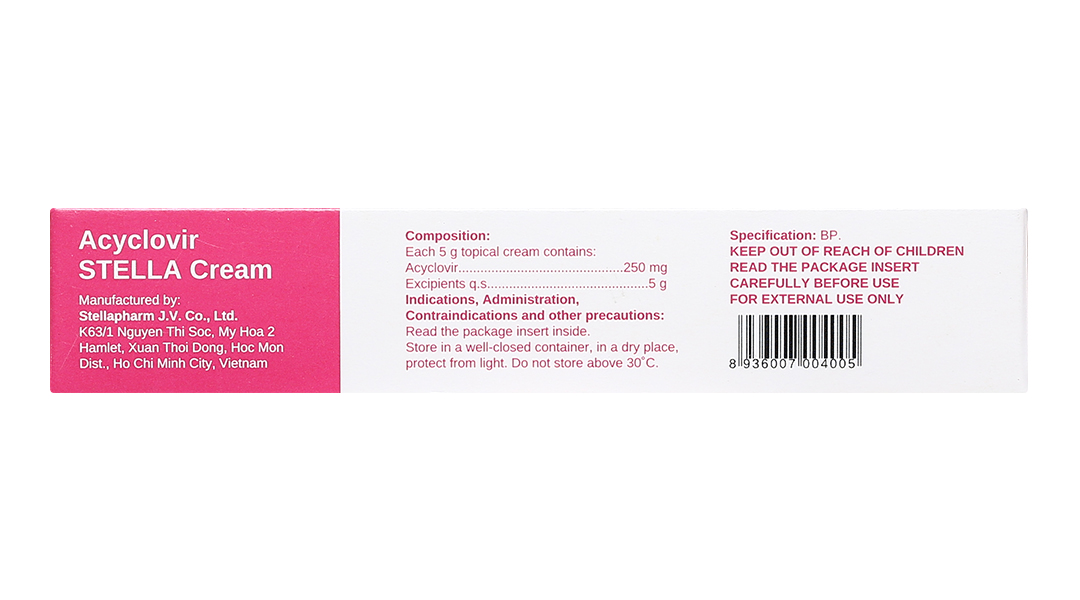 Acyclovir
STELLA Cream
Manufactured by:
Stellapharm J.V. Co., Ltd.
K63/1 Nguyen Thi Soc, My Hoa 2
Hamlet, Xuan Thoi Dong, Hoc Mon
Dist., Ho Chi Minh City, Vietnam
Composition:
Each 5 g topical cream contains:
Acyclovir............................................250 mg
Excipients q.s...........................................5 g
Indications, Administration,
Contraindications and other precautions:
Read the package insert inside.
Store in a well-closed container, in a dry place,
protect from light. Do not store above 30˚C.
Specification: BP.
KEEP OUT OF REACH OF CHILDREN
READ THE PACKAGE INSERT
CAREFULLY BEFORE USE
FOR EXTERNAL USE ONLY
8 936007 004005